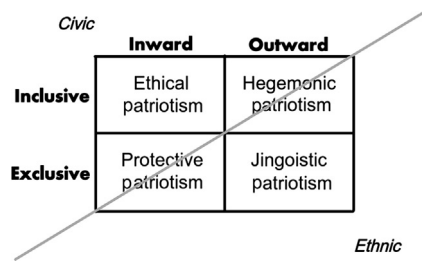 Civic
Inward Outward
Inclusive Ethical patriotism Hegemonic patriotism
Exclusive Protective patriotism Jingoistic patriotism
Ethnic